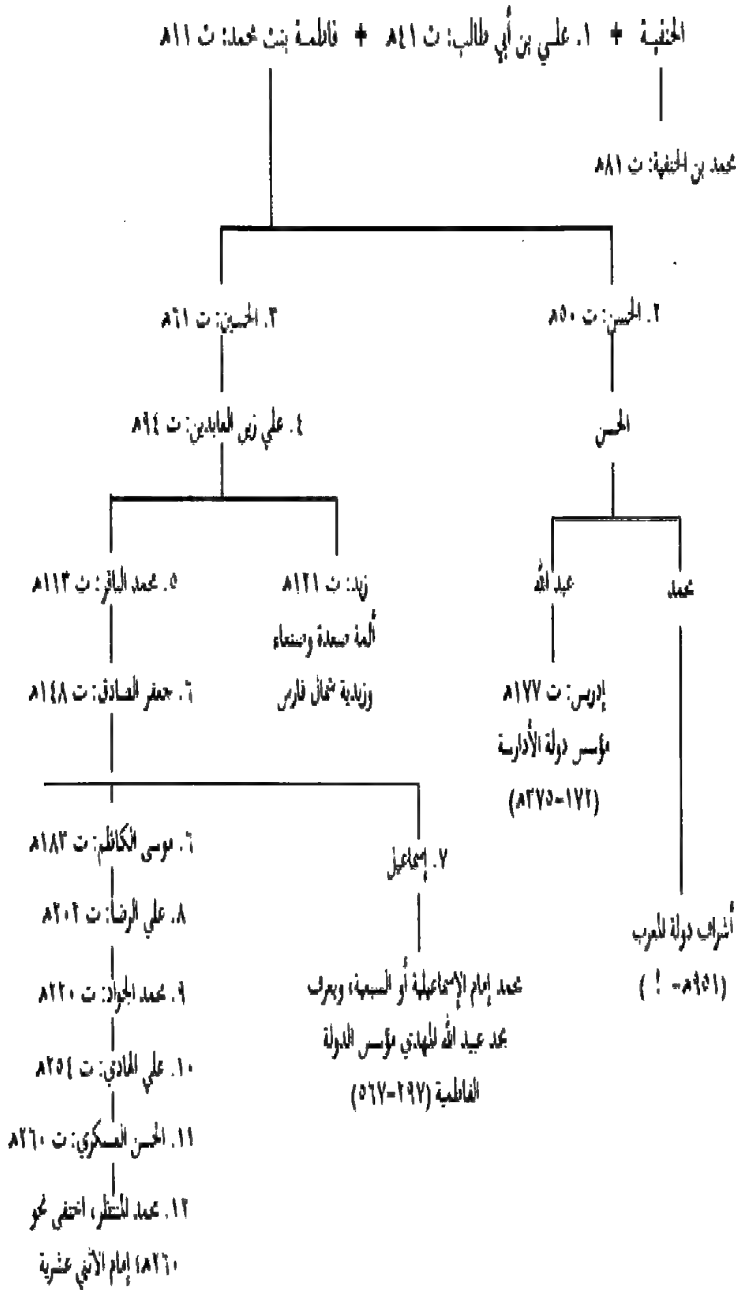 الحنفية + ١. علي بن أبي طالب: ت ٤١هـ + فاطمة بنت محمد: ت ١١هـ
محمد بن الحنفية: ت ٨١هـ
٢. الحسن: ت ٥٠هـ
٣. الحسين: ت ٦١هـ
الحسن
٤. علي زين العابدين: ت ٩٤هـ
محمد
عبد الله
زيد: ت ١٢١هـ
أئمة صعدة وصنعاء
وزيدية شمال فارس
٥. محمد الباقر: ت ١١٣هـ
إدريس: ت ١٧٧هـ
مؤسس دولة الأدارسة
(١٧٢-٣٧٥هـ)
٦. جعفر الصادق: ت ١٤٨هـ
أشراف دولة المغرب
(٩٥١هـ- ! )
٧. إسماعيل
محمد إمام الإسماعيلية أو السبعية، ويعرف
بجد عبيد الله المهدي مؤسس الدولة
الفاطمية (٢٩٧-٥٦٧)
٦. موسى الكاظم: ت ١٨٣هـ
٨. علي الرضا: ت ٢٠٢هـ
٩. محمد الجواد: ت ٢٢٠هـ
١٠. علي الهادي: ت ٢٥٤هـ
١١. الحسن العسكري: ت ٢٦٠هـ
١٢. محمد المنتظر، اختفى نحو
٢٦٠هـ، إمام الاثني عشرية